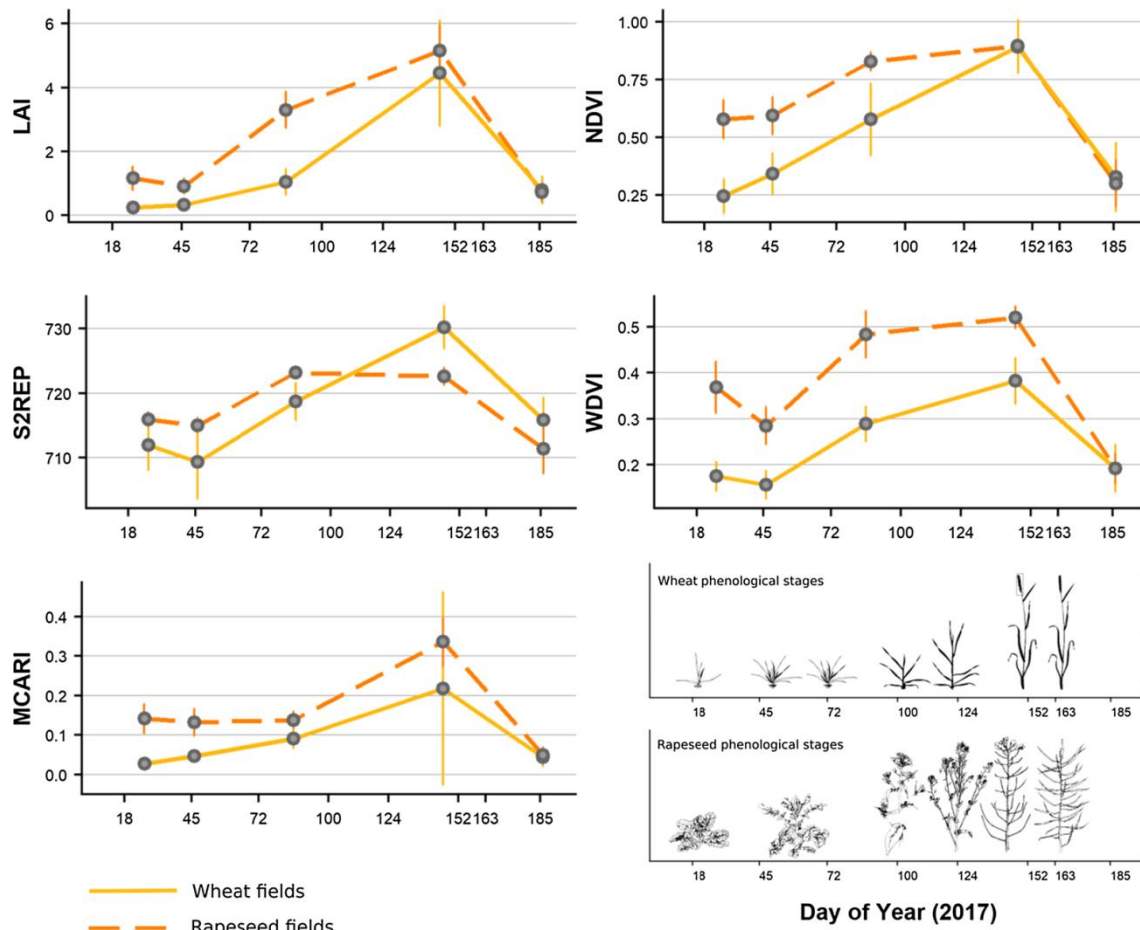 LAI
6
4
2
0
18 45 72 100 124 152 163 185
NDVI
1.00
0.75
0.50
0.25
18 45 72 100 124 152 163 185
S2REP
730
720
710
18 45 72 100 124 152 163 185
WDVI
0.5
0.4
0.3
0.2
18 45 72 100 124 152 163 185
MCARI
0.4
0.3
0.2
0.1
0.0
18 45 72 100 124 152 163 185
Wheat phenological stages
18 45 72 100 124 152 163 185
Rapeseed phenological stages
18 45 72 100 124 152 163 185
Day of Year (2017)
Wheat fields
Rapeseed fields